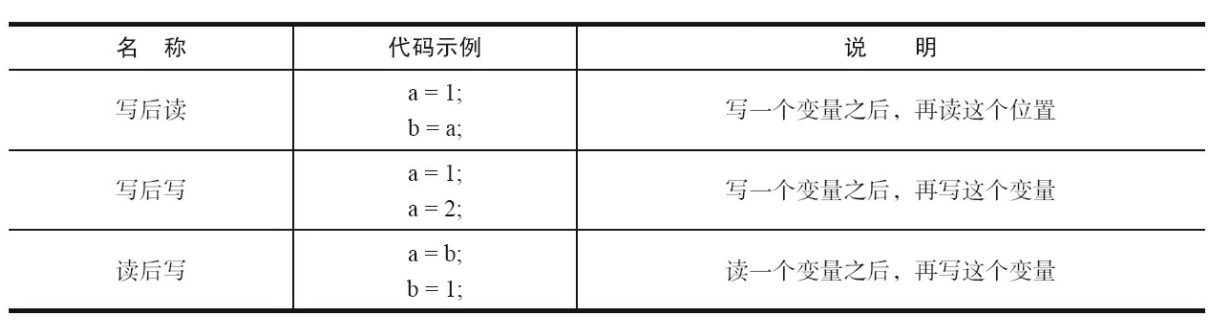 名 称 代码示例 说 明
写后读 a = 1; 写一个变量之后，再读这个位置
b = a;
写后写 a = 1; 写一个变量之后，再写这个变量
a = 2;
读后写 a = b; 读一个变量之后，再写这个变量
b = 1;